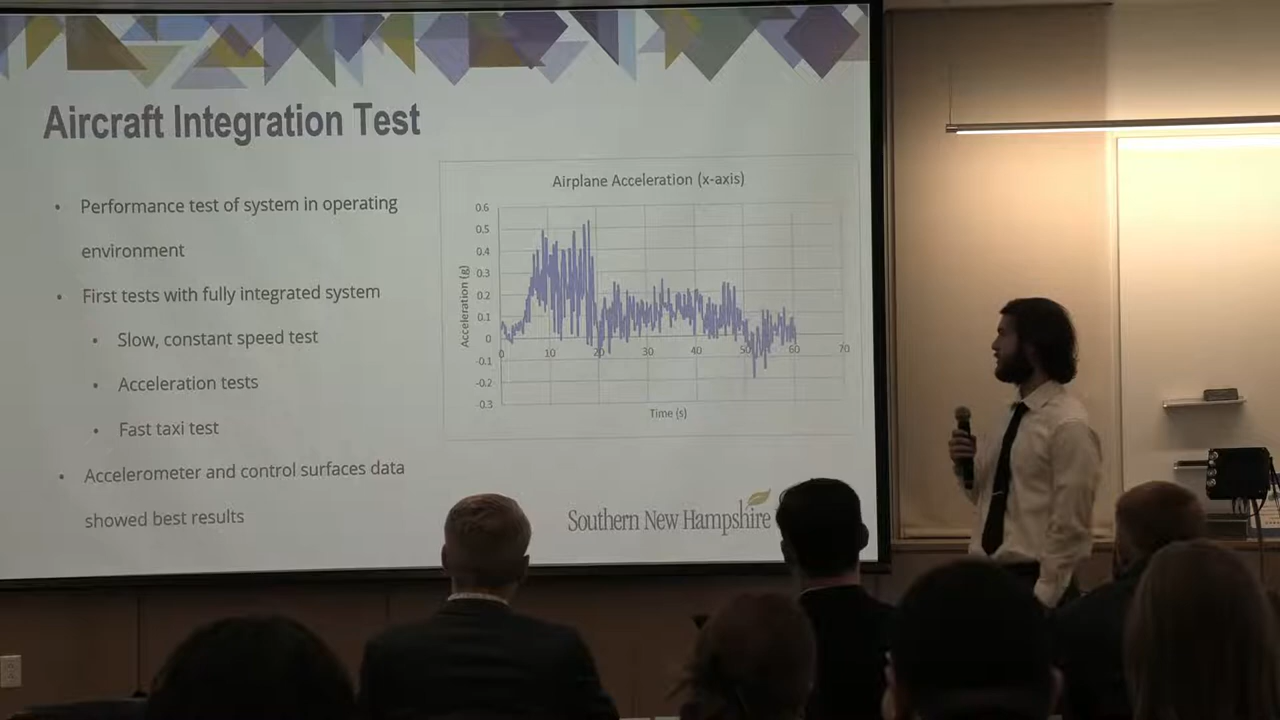 Aircraft Integration Test
• Performance test of system in operating
environment
• First tests with fully integrated system
• Slow, constant speed test
• Acceleration tests
• Fast taxi test
• Accelerometer and control surfaces data
showed best results
Airplane Acceleration (x-axis)
Acceleration (g)
0.6
0.5
0.4
0.3
0.2
0.1
0
-0.1
-0.2
-0.3
0 10 20 30 40 50 60 70
Time (s)
Southern New Hampshire